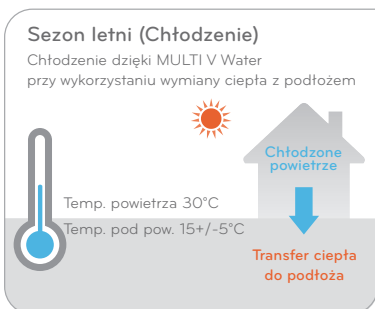 Sezon letni (Chłodzenie)
Chłodzenie dzięki MULTI V Water
przy wykorzystaniu wymiany ciepła z podłożem
Chłodzone
powietrze
Temp. powietrza 30°C
Temp. pod pow. 15+/-5°C
Transfer ciepła
do podłoża